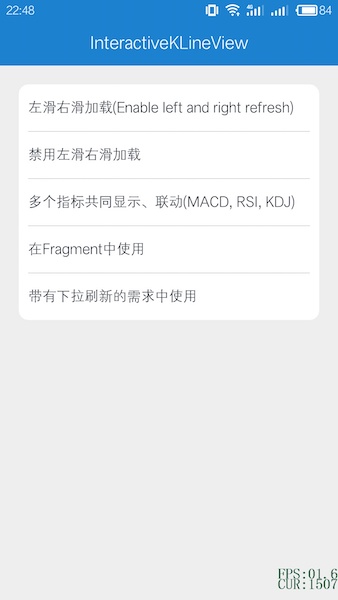 22:48
84
InteractiveKLineView
左滑右滑加载(Enable left and right refresh)
禁用左滑右滑加载
多个指标共同显示、联动(MACD, RSI, KDJ)
在Fragment中使用
带有下拉刷新的需求中使用
FPS:01.6
CUR:1507